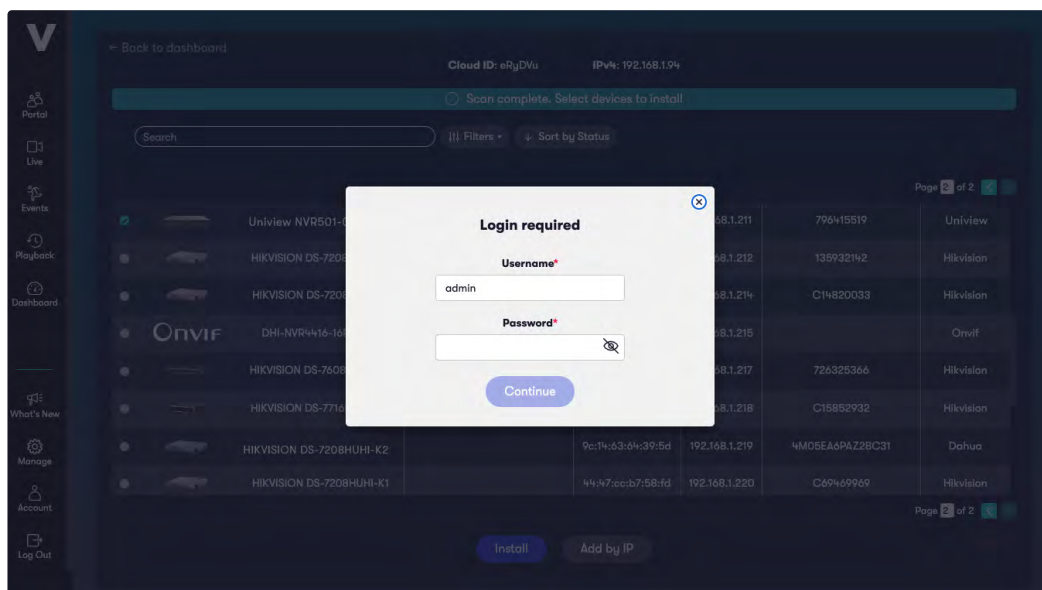 V
← Back to dashboard
Cloud ID: eRyDVu IPv4: 192.168.1.94
Scan complete. Select devices to install
Search Filters ↓ Sort by Status
Page 2 of 2
Portal
Live
Events
Playback
Dashboard
What's New
Manage
Account
Log Out
Login required
Username*
admin
Password*
Continue
Uniview NVR501-0 68.1.211 796415519 Uniview
HIKVISION DS-7208 58.1.212 135932142 Hikvision
HIKVISION DS-7208 58.1.214 C14820033 Hikvision
ONVIF DHI-NVR4416-16 58.1.215 Onvif
HIKVISION DS-7608 58.1.217 726325366 Hikvision
HIKVISION DS-7716 58.1.218 C15852932 Hikvision
HIKVISION DS-7208HUHI-K2 9c:14:63:64:39:5d 192.168.1.219 4M05EA6PAZ28C31 Dahua
HIKVISION DS-7208HUHI-K1 44:47:cc:b7:58:fd 192.168.1.220 C69469969 Hikvision
Page 2 of 2
Install Add by IP